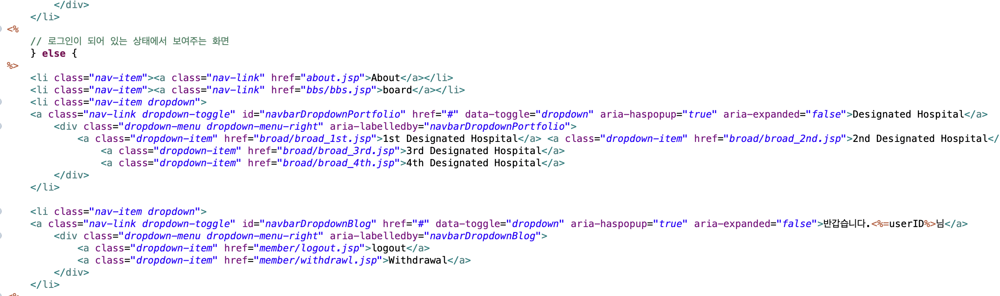 </div>
</li>
<%
// 로그인이 되어 있는 상태에서 보여주는 화면
} else {
%>
<li class="nav-item"><a class="nav-link" href="about.jsp">About</a></li>
<li class="nav-item"><a class="nav-link" href="bbs/bbs.jsp">board</a></li>
<li class="nav-item dropdown">
<a class="nav-link dropdown-toggle" id="navbarDropdownPortfolio" href="#" data-toggle="dropdown" aria-haspopup="true" aria-expanded="false">Designated Hospital</a>
<div class="dropdown-menu dropdown-menu-right" aria-labelledby="navbarDropdownPortfolio">
<a class="dropdown-item" href="broad/broad_1st.jsp">1st Designated Hospital</a> <a class="dropdown-item" href="broad/broad_2nd.jsp">2nd Designated Hospital</
<a class="dropdown-item" href="broad/broad_3rd.jsp">3rd Designated Hospital</a>
<a class="dropdown-item" href="broad/broad_4th.jsp">4th Designated Hospital</a>
</div>
</li>
<li class="nav-item dropdown">
<a class="nav-link dropdown-toggle" id="navbarDropdownBlog" href="#" data-toggle="dropdown" aria-haspopup="true" aria-expanded="false">반갑습니다.<%=userID%>님</a>
<div class="dropdown-menu dropdown-menu-right" aria-labelledby="navbarDropdownBlog">
<a class="dropdown-item" href="member/logout.jsp">logout</a>
<a class="dropdown-item" href="member/withdrawl.jsp">Withdrawal</a>
</div>
</li>
<%